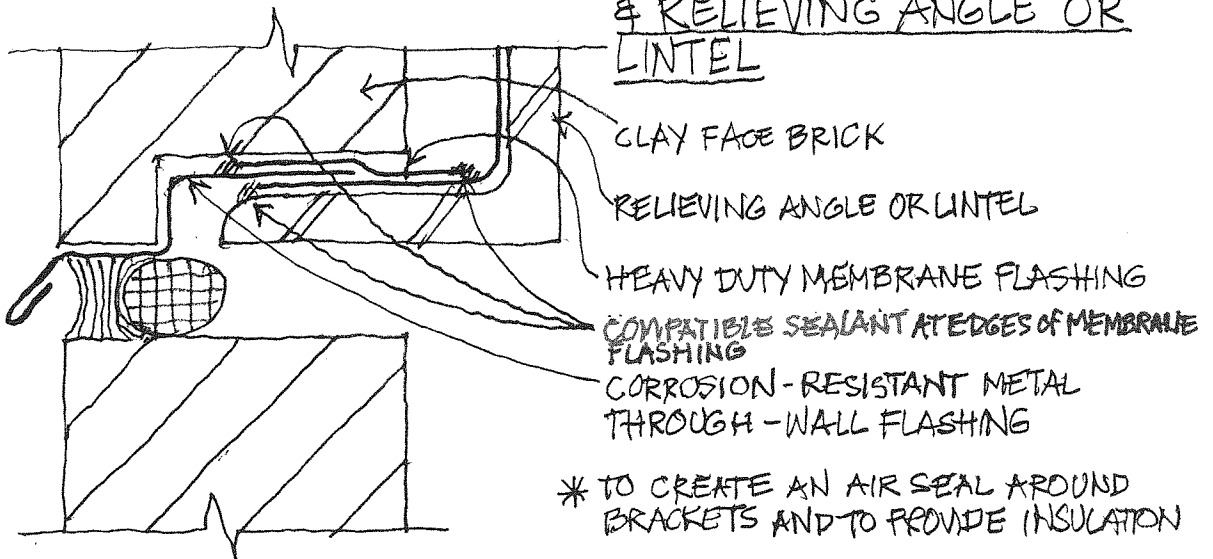 & RELIEVING ANGLE OR
LINTEL
CLAY FACE BRICK
RELIEVING ANGLE OR LINTEL
HEAVY DUTY MEMBRANE FLASHING
COMPATIBLE SEALANT AT EDGES of MEMBRANE
FLASHING
CORROSION-RESISTANT METAL
THROUGH-WALL FLASHING
* TO CREATE AN AIR SEAL AROUND
BRACKETS AND TO PROVIDE INSULATION